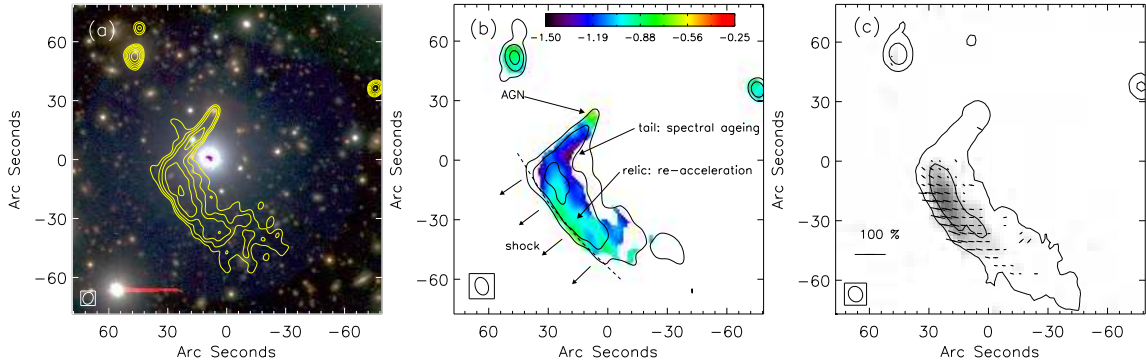 (a)
60
30
0
−30
−60
Arc Seconds
60 30 0 −30 −60
Arc Seconds
(b)
−1.50 −1.19 −0.88 −0.56 −0.25
AGN
tail: spectral ageing
relic: re−acceleration
shock
60
30
0
−30
−60
Arc Seconds
60 30 0 −30 −60
Arc Seconds
(c)
100 %
60
30
0
−30
−60
Arc Seconds
60 30 0 −30 −60
Arc Seconds